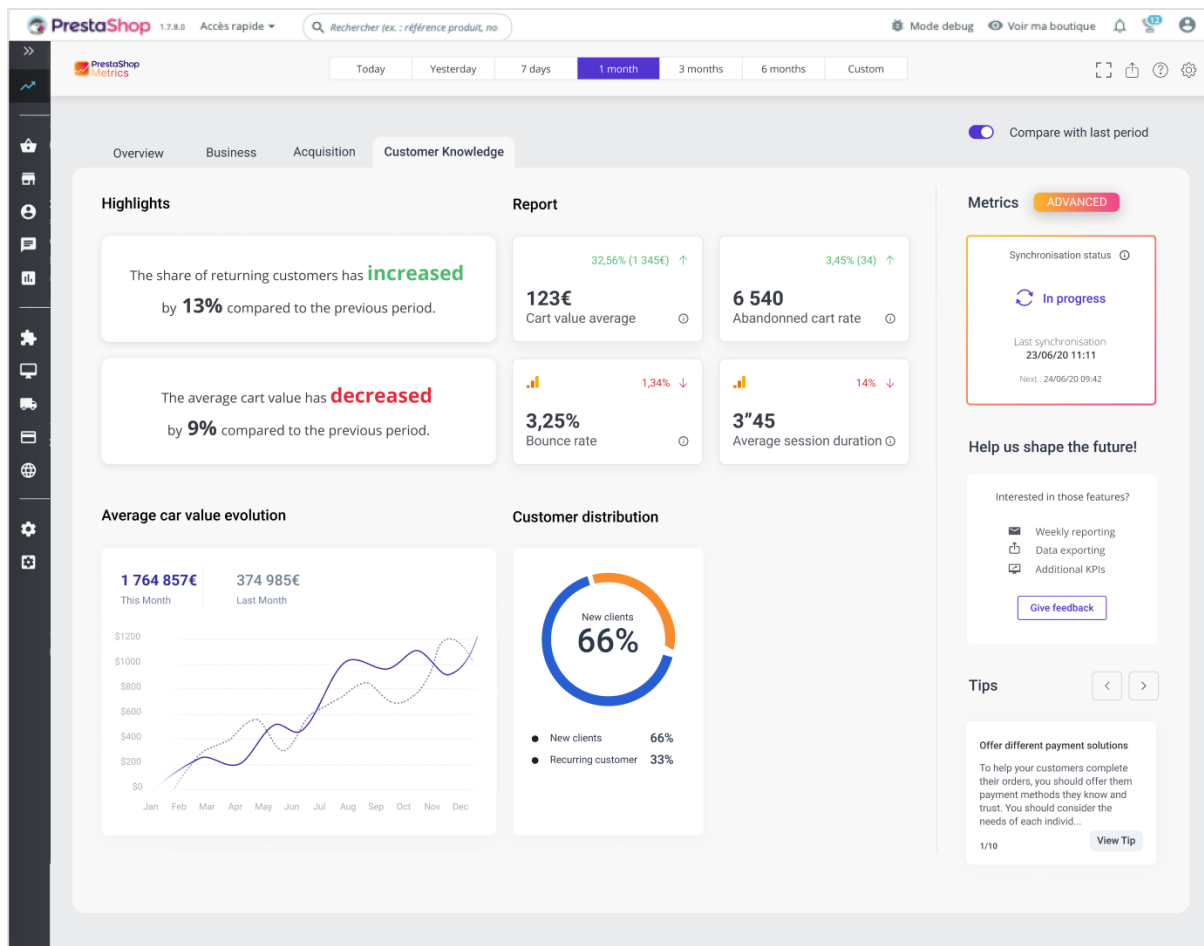 PrestaShop 1.7.8.0 Accès rapide
Rechercher (ex. : référence produit, no
Mode debug Voir ma boutique 12
PrestaShop
Metrics
Today Yesterday 7 days 1 month 3 months 6 months Custom
Compare with last period
Overview Business Acquisition Customer Knowledge
Highlights
The share of returning customers has increased
by 13% compared to the previous period.
The average cart value has decreased
by 9% compared to the previous period.
Report
32,56% (1 345€)
123€
Cart value average
3,45% (34)
6 540
Abandonned cart rate
1,34%
3,25%
Bounce rate
14%
3”45
Average session duration
Average car value evolution
1 764 857€
This Month
374 985€
Last Month
$1200
$1000
$800
$600
$400
$200
$0
Jan Feb Mar Apr May Jun Jul Aug Sep Oct Nov Dec
Customer distribution
New clients
66%
New clients 66%
Recurring customer 33%
Metrics ADVANCED
Synchronisation status
In progress
Last synchronisation
23/06/20 11:11
Next : 24/06/20 09:42
Help us shape the future!
Interested in those features?
Weekly reporting
Data exporting
Additional KPIs
Give feedback
Tips
Offer different payment solutions
To help your customers complete
their orders, you should offer them
payment methods they know and
trust. You should consider the
needs of each individ...
1/10
View Tip